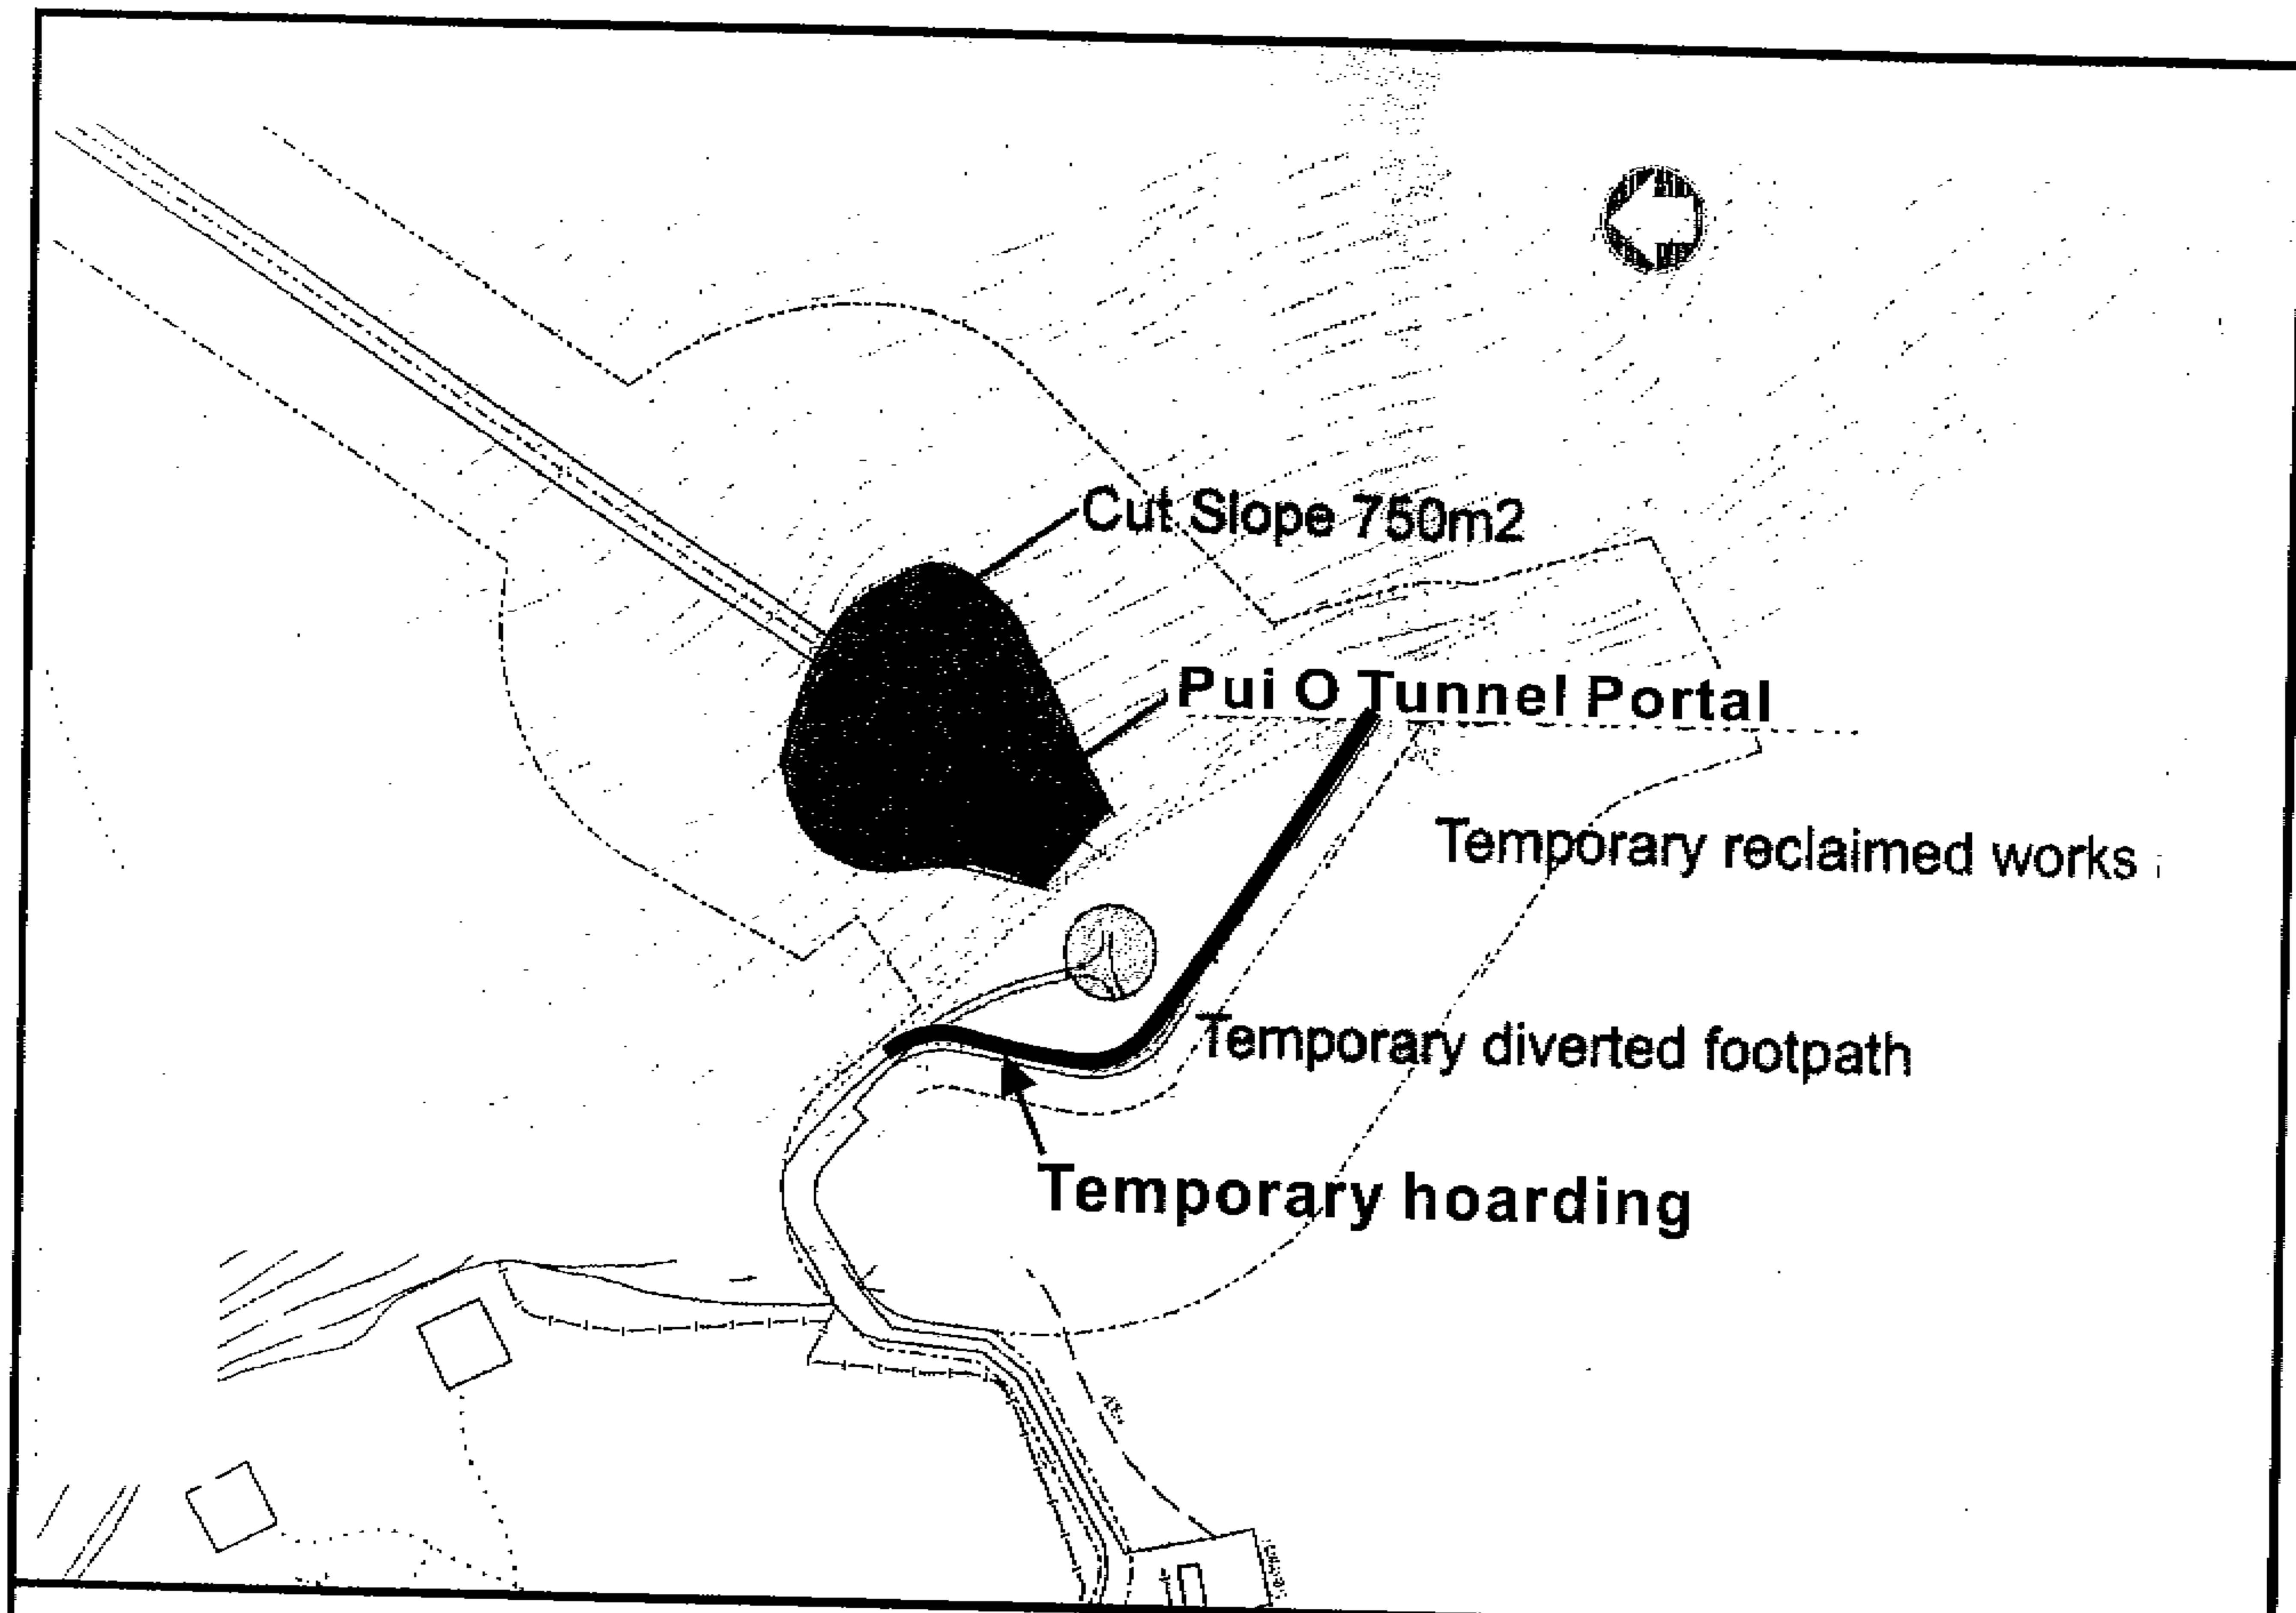 Cut Slope 750m2
Pui O Tunnel Portal
Temporary reclaimed works
Temporary diverted footpath
Temporary hoarding